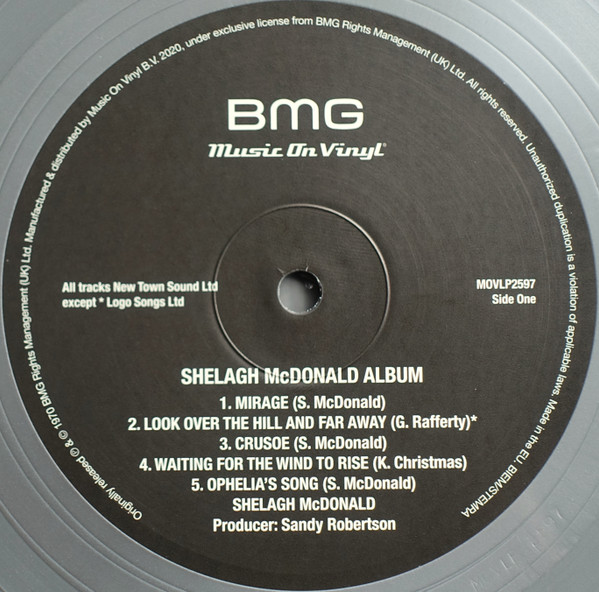 Originally released ℗ & © 1970 BMG Rights Management (UK) Ltd. Manufactured & distributed by Music On Vinyl B.V. 2020, under exclusive license from BMG Rights Management (UK) Ltd. All rights reserved. Unauthorized duplication is a violation of applicable laws. Made in the EU. BIEM/STEMRA
BMG
Music On Vinyl®
All tracks New Town Sound Ltd
except * Logo Songs Ltd
MOVLP2597
Side One
SHELAGH McDONALD ALBUM
1. MIRAGE (S. McDonald)
2. LOOK OVER THE HILL AND FAR AWAY (G. Rafferty)*
3. CRUSOE (S. McDonald)
4. WAITING FOR THE WIND TO RISE (K. Christmas)
5. OPHELIA'S SONG (S. McDonald)
SHELAGH McDONALD
Producer: Sandy Robertson